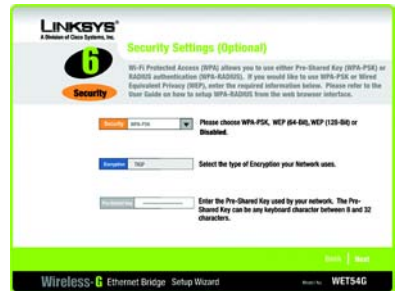 LINKSYS®
A Division of Cisco Systems, Inc.
6
Security
Security Settings (Optional)
Wi-Fi Protected Access (WPA) allows you to use either Pre-Shared Key (WPA-PSK) or
RADIUS authentication (WPA-RADIUS). If you would like to use WPA-PSK or Wired
Equivalent Privacy (WEP), enter the required information below. Please refer to the
User Guide on how to setup WPA-RADIUS from the web browser interface.
Security WPA-PSK
Please choose WPA-PSK, WEP (64-Bit), WEP (128-Bit) or
Disabled.
Encryption TKIP
Select the type of Encryption your Network uses.
Pre-Shared Key
Enter the Pre-Shared Key used by your network. The Pre-
Shared Key can be any keyboard character between 8 and 32
characters.
Back Next
Wireless-G Ethernet Bridge Setup Wizard
Model No. WET54G